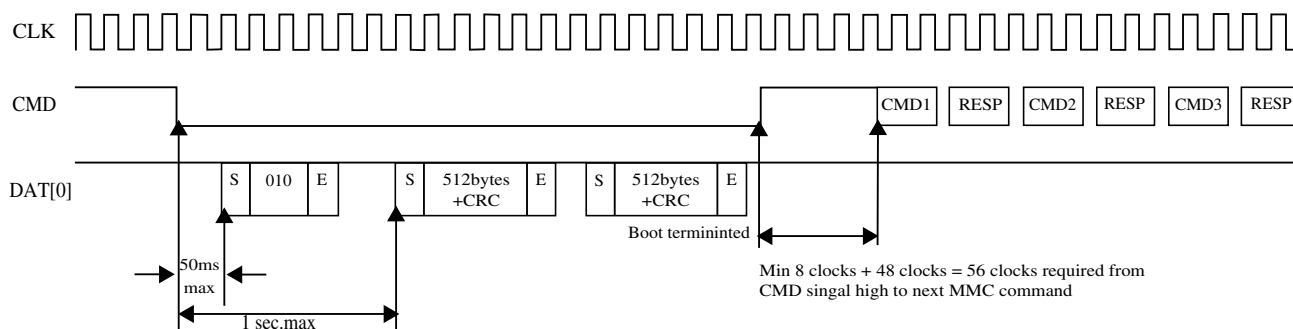 CLK
CMD
CMD1 RESP CMD2 RESP CMD3 RESP
DAT[0]
S 010 E S 512bytes +CRC E S 512bytes +CRC E
Boot termininted
50ms
max
1 sec.max
Min 8 clocks + 48 clocks = 56 clocks required from
CMD singal high to next MMC command